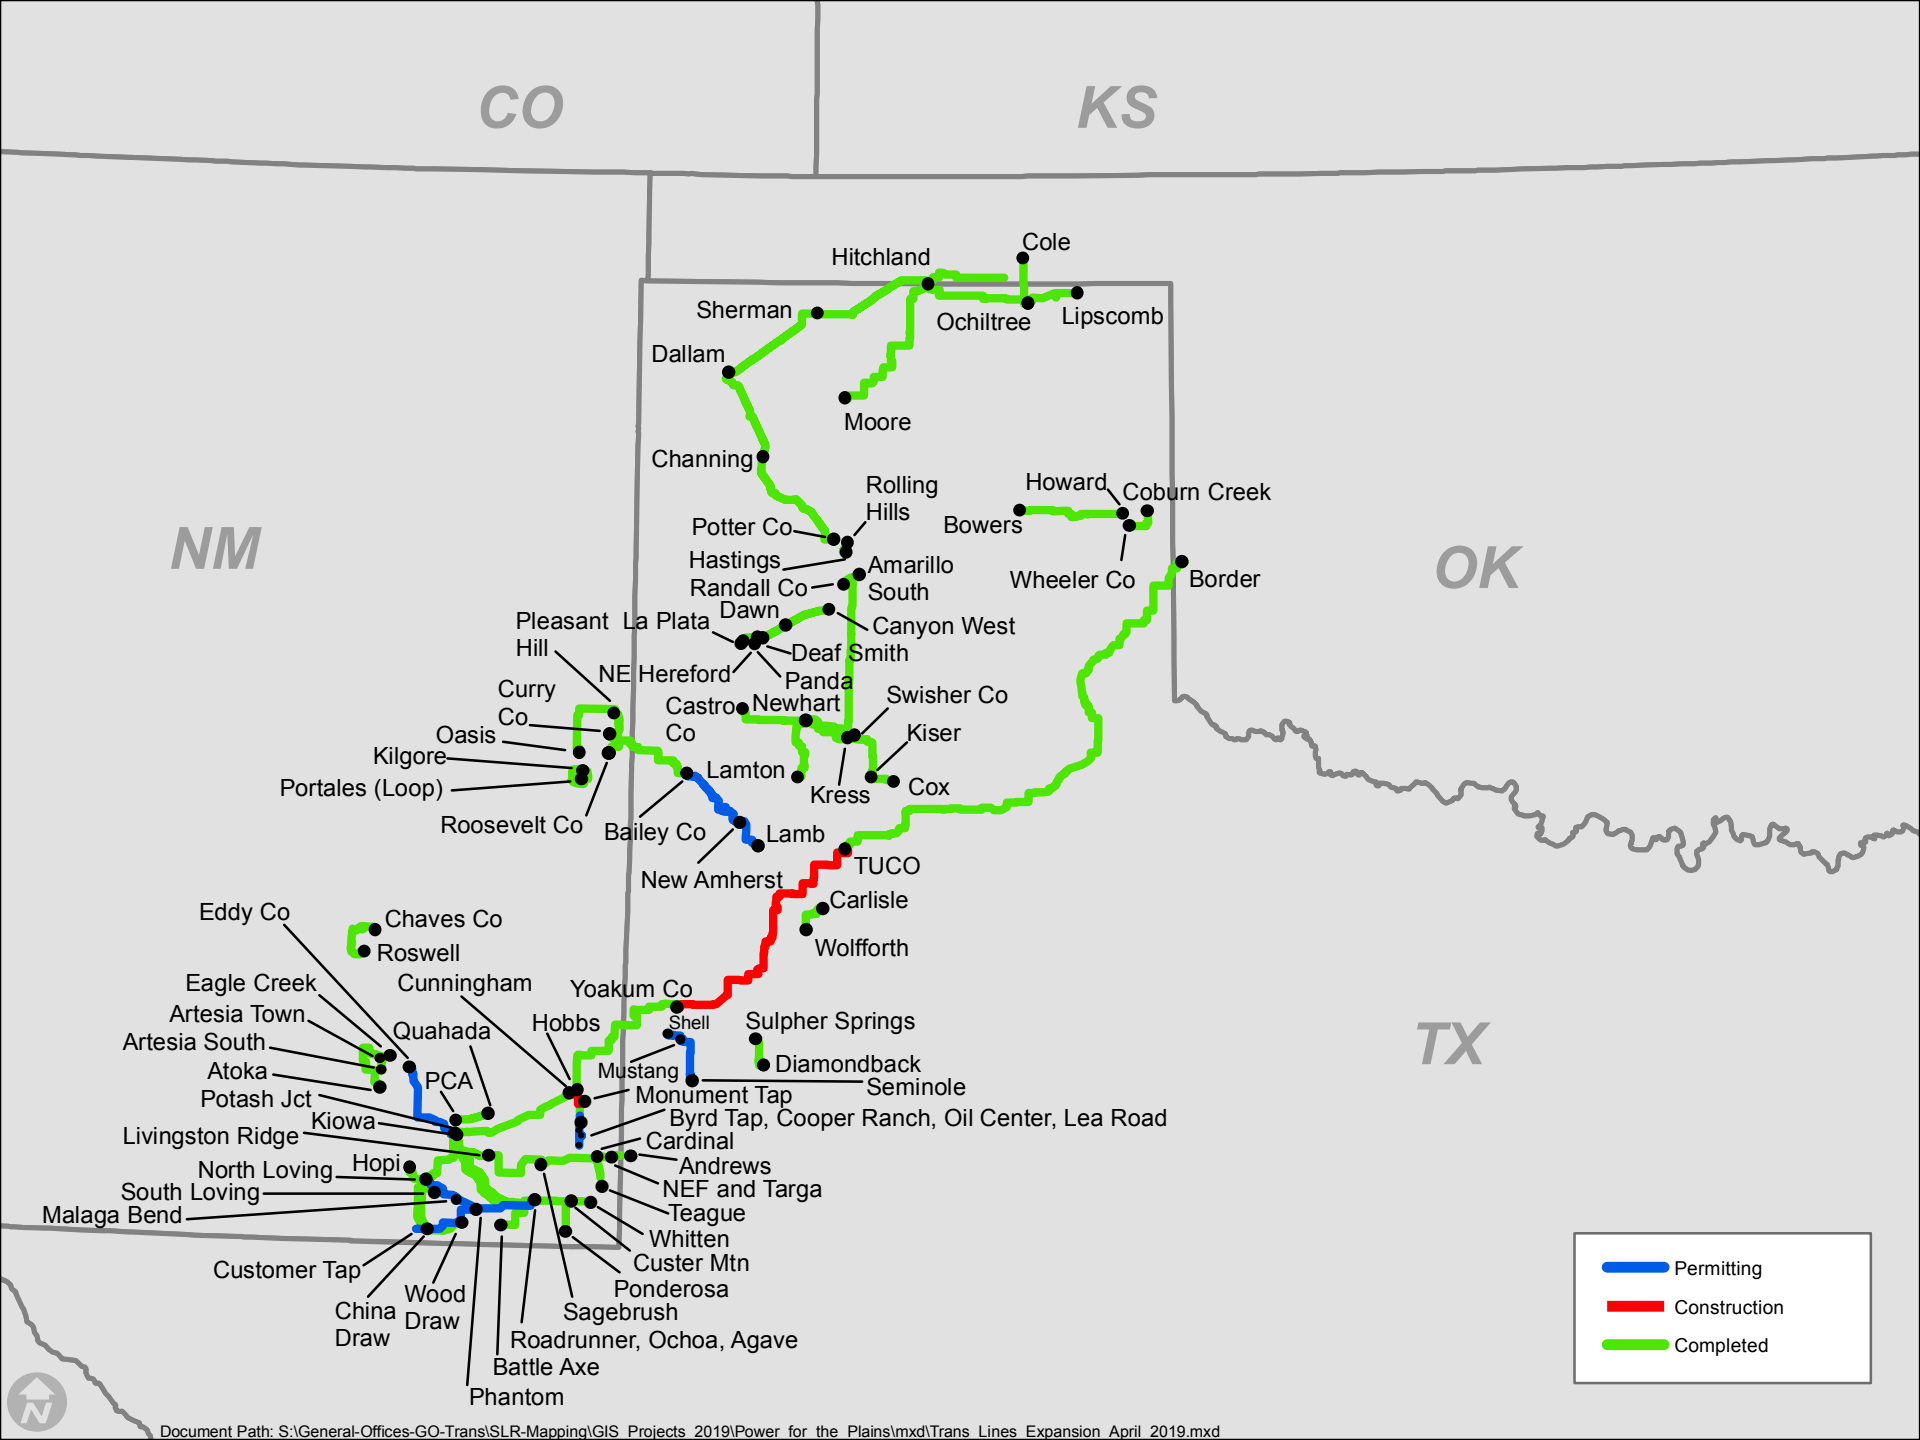 CO
KS
Cole
Hitchland
Sherman
Ochiltree
Lipscomb
Dallam
Moore
Channing
Rolling
Hills
Howard
Coburn Creek
Bowers
Potter Co
Hastings
NM
OK
Amarillo
South
Randall Co
Wheeler Co
Border
Dawn
Pleasant
Hill
La Plata
Canyon West
Deaf Smith
NE Hereford
Panda
Curry
Co
Castro
Co
Newhart
Swisher Co
Oasis
Kiser
Kilgore
Lamton
Portales (Loop)
Kress
Cox
Roosevelt Co
Bailey Co
Lamb
TUCO
New Amherst
Carlisle
Eddy Co
Chaves Co
Wolfforth
Roswell
Eagle Creek
Cunningham
Yoakum Co
Artesia Town
Quahada
Hobbs
Shell
Sulpher Springs
Artesia South
TX
Atoka
PCA
Mustang
Diamondback
Seminole
Potash Jct
Monument Tap
Kiowa
Byrd Tap, Cooper Ranch, Oil Center, Lea Road
Livingston Ridge
Cardinal
North Loving
Hopi
Andrews
South Loving
NEF and Targa
Malaga Bend
Teague
Whitten
Customer Tap
Custer Mtn
Wood
Draw
Ponderosa
China
Draw
Sagebrush
Roadrunner, Ochoa, Agave
Battle Axe
Phantom
Permitting
Construction
Completed
N
Document Path: S:\General-Offices-GO-Trans\SLR-Mapping\GIS_Projects_2019\Power_for_the_Plains\mxd\Trans_Lines_Expansion_April_2019.mxd